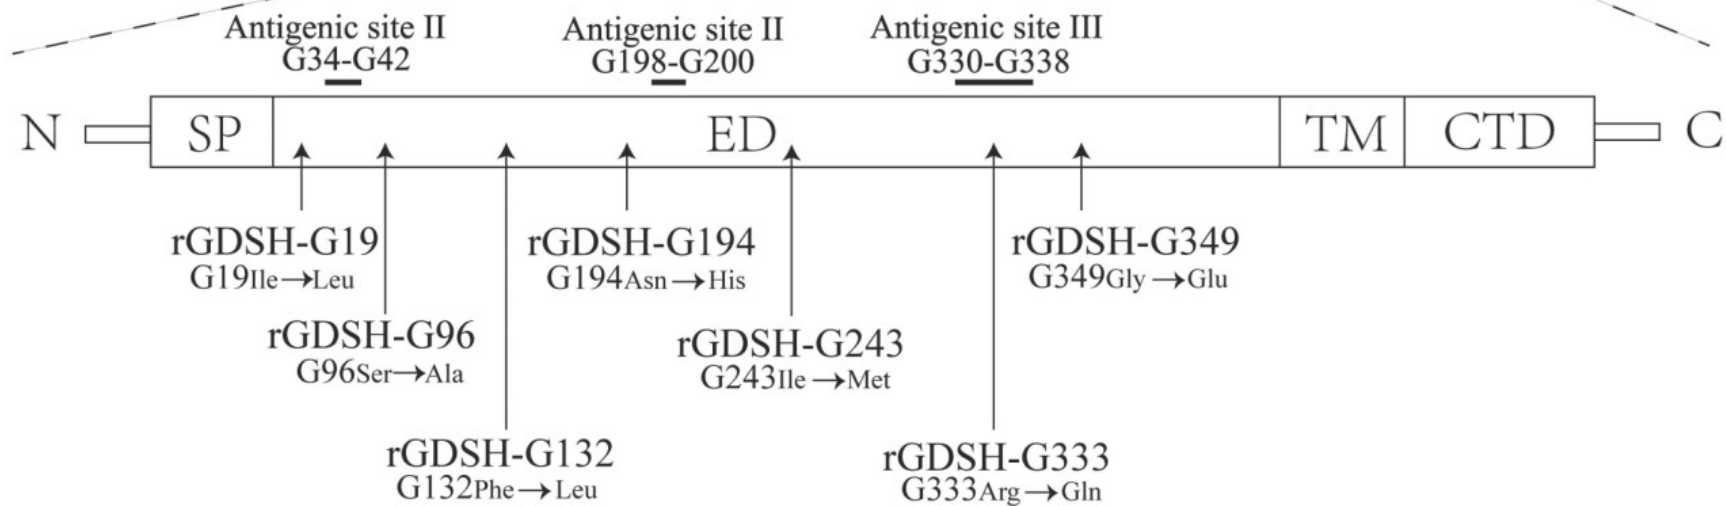 Antigenic site II
G34-G42
Antigenic site II
G198-G200
Antigenic site III
G330-G338
N
SP
ED
TM
CTD
C
rGDSH-G19
G19Ile→Leu
rGDSH-G194
G194Asn→His
rGDSH-G349
G349Gly→Glu
rGDSH-G96
G96Ser→Ala
rGDSH-G243
G243Ile→Met
rGDSH-G132
G132Phe→Leu
rGDSH-G333
G333Arg→Gln